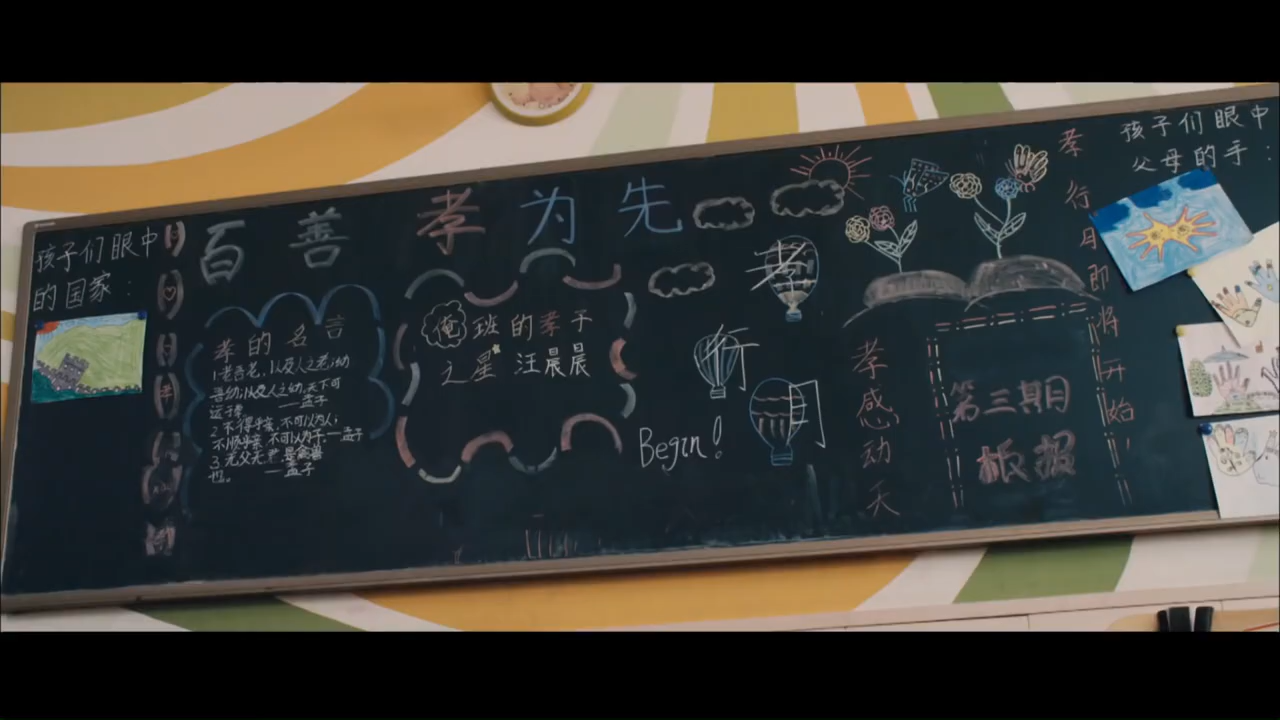 孩子们眼中
的国家：
百善孝为先
孝的名言
1.老吾老，以及人之老；幼
吾幼，以及人之幼，天下可
运于掌 ——孟子
2.不得乎亲，不可以为人；
不顺乎亲，不可以为子。——孟子
3.无父无君，是禽兽
也。 ——孟子
俺班的孝子
之星 汪晨晨
Begin!
孝
行
月
孝感动天
第三期月
板报
孝行月即将开始!
孩子们眼中
父母的手：